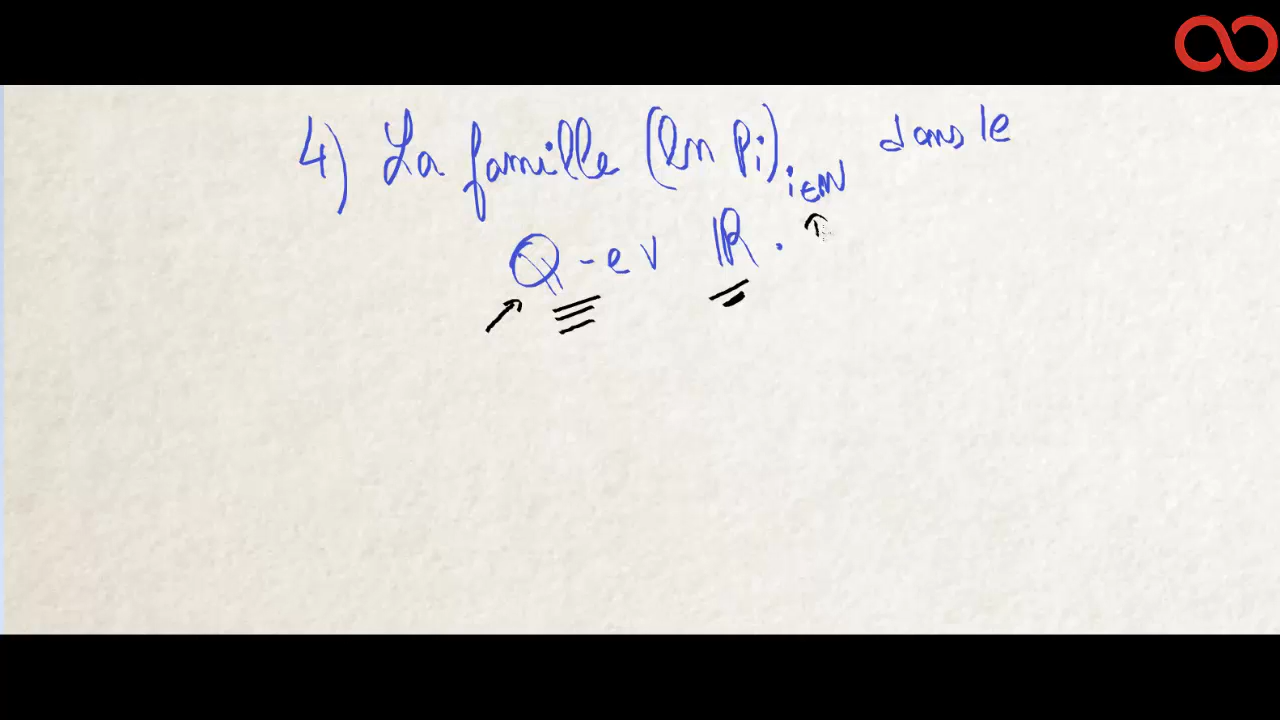 4) La famille (ln Pi)i∈ℕ dans le
ℚ-ev ℝ.